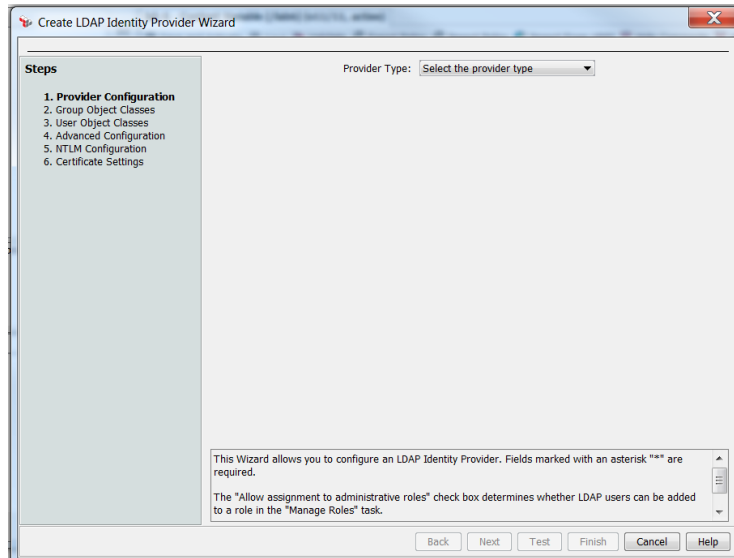 Create LDAP Identity Provider Wizard
Steps
Provider Type: Select the provider type
1. Provider Configuration
2. Group Object Classes
3. User Object Classes
4. Advanced Configuration
5. NTLM Configuration
6. Certificate Settings
This Wizard allows you to configure an LDAP Identity Provider. Fields marked with an asterisk "*" are
required.
The "Allow assignment to administrative roles" check box determines whether LDAP users can be added
to a role in the "Manage Roles" task.
Back Next Test Finish Cancel Help